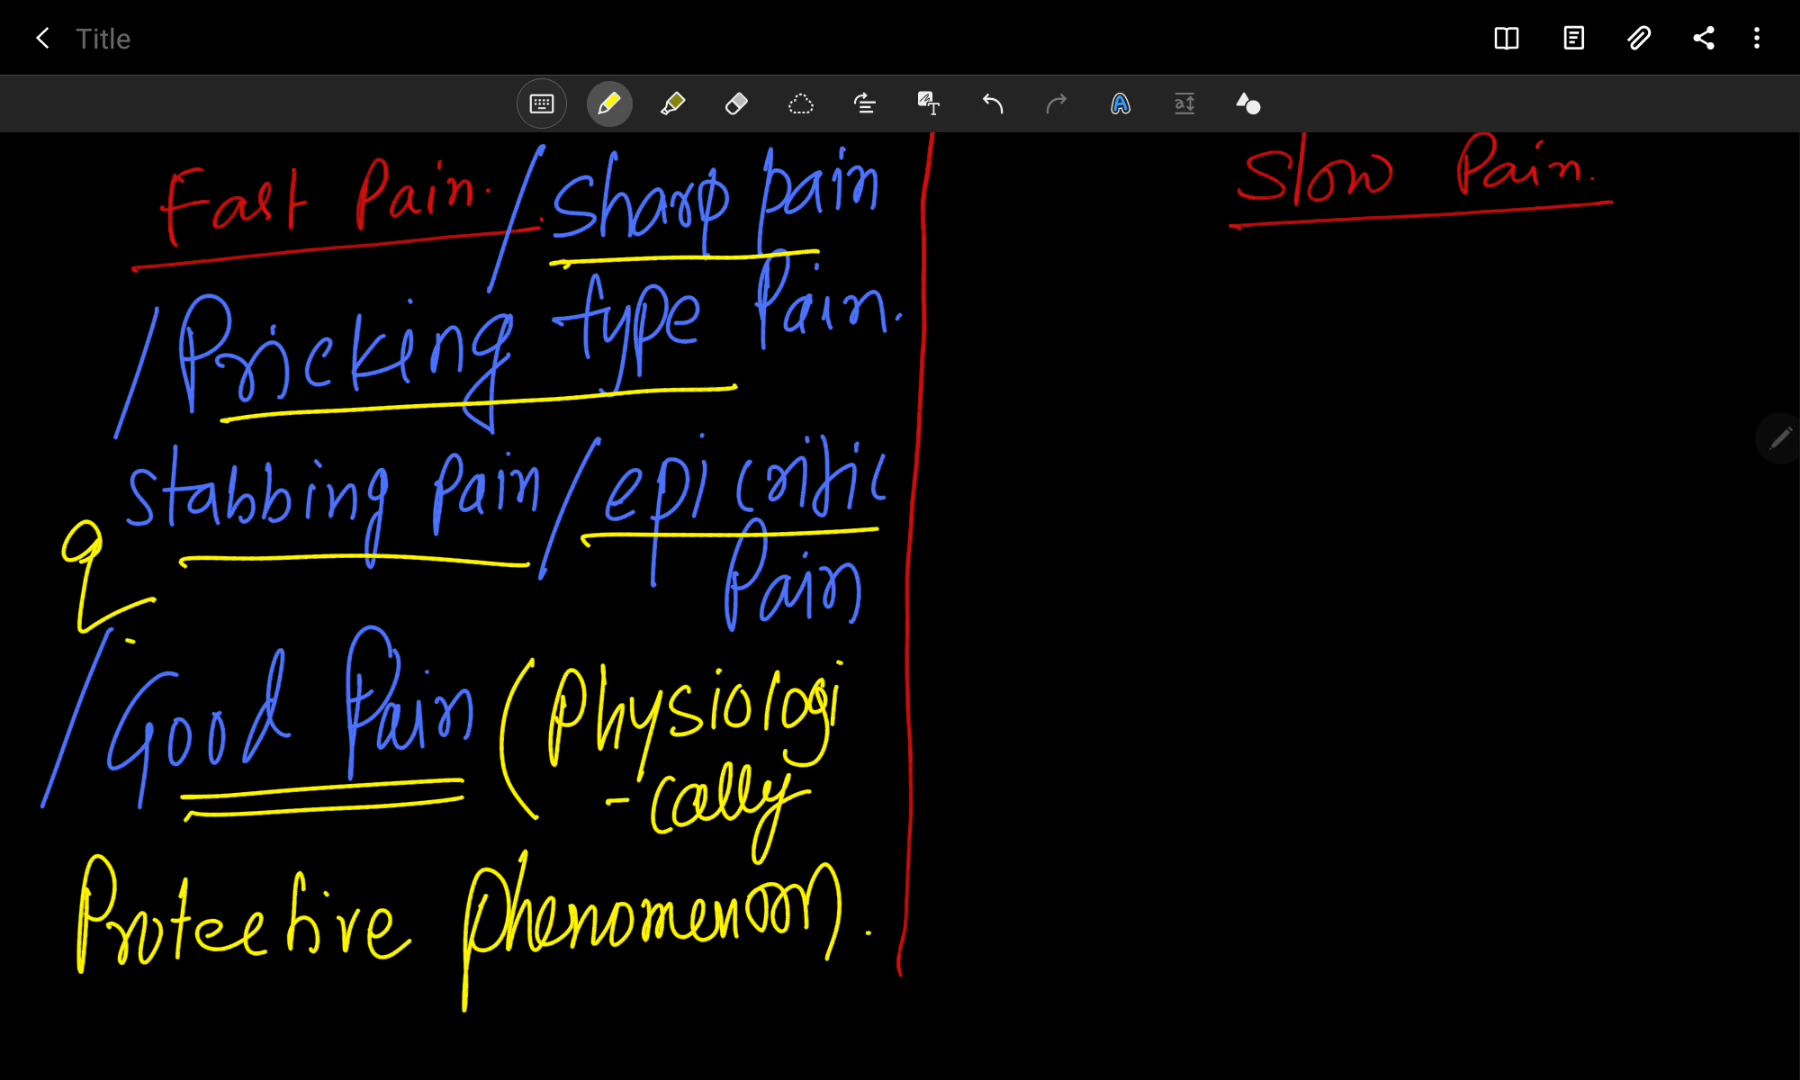 Title
Fast Pain. / Sharp pain
/ Pricking type Pain.
Stabbing Pain / epicritic
Pain
/ Good Pain (Physiologi
-cally
Protective phenomenon.
Slow Pain.